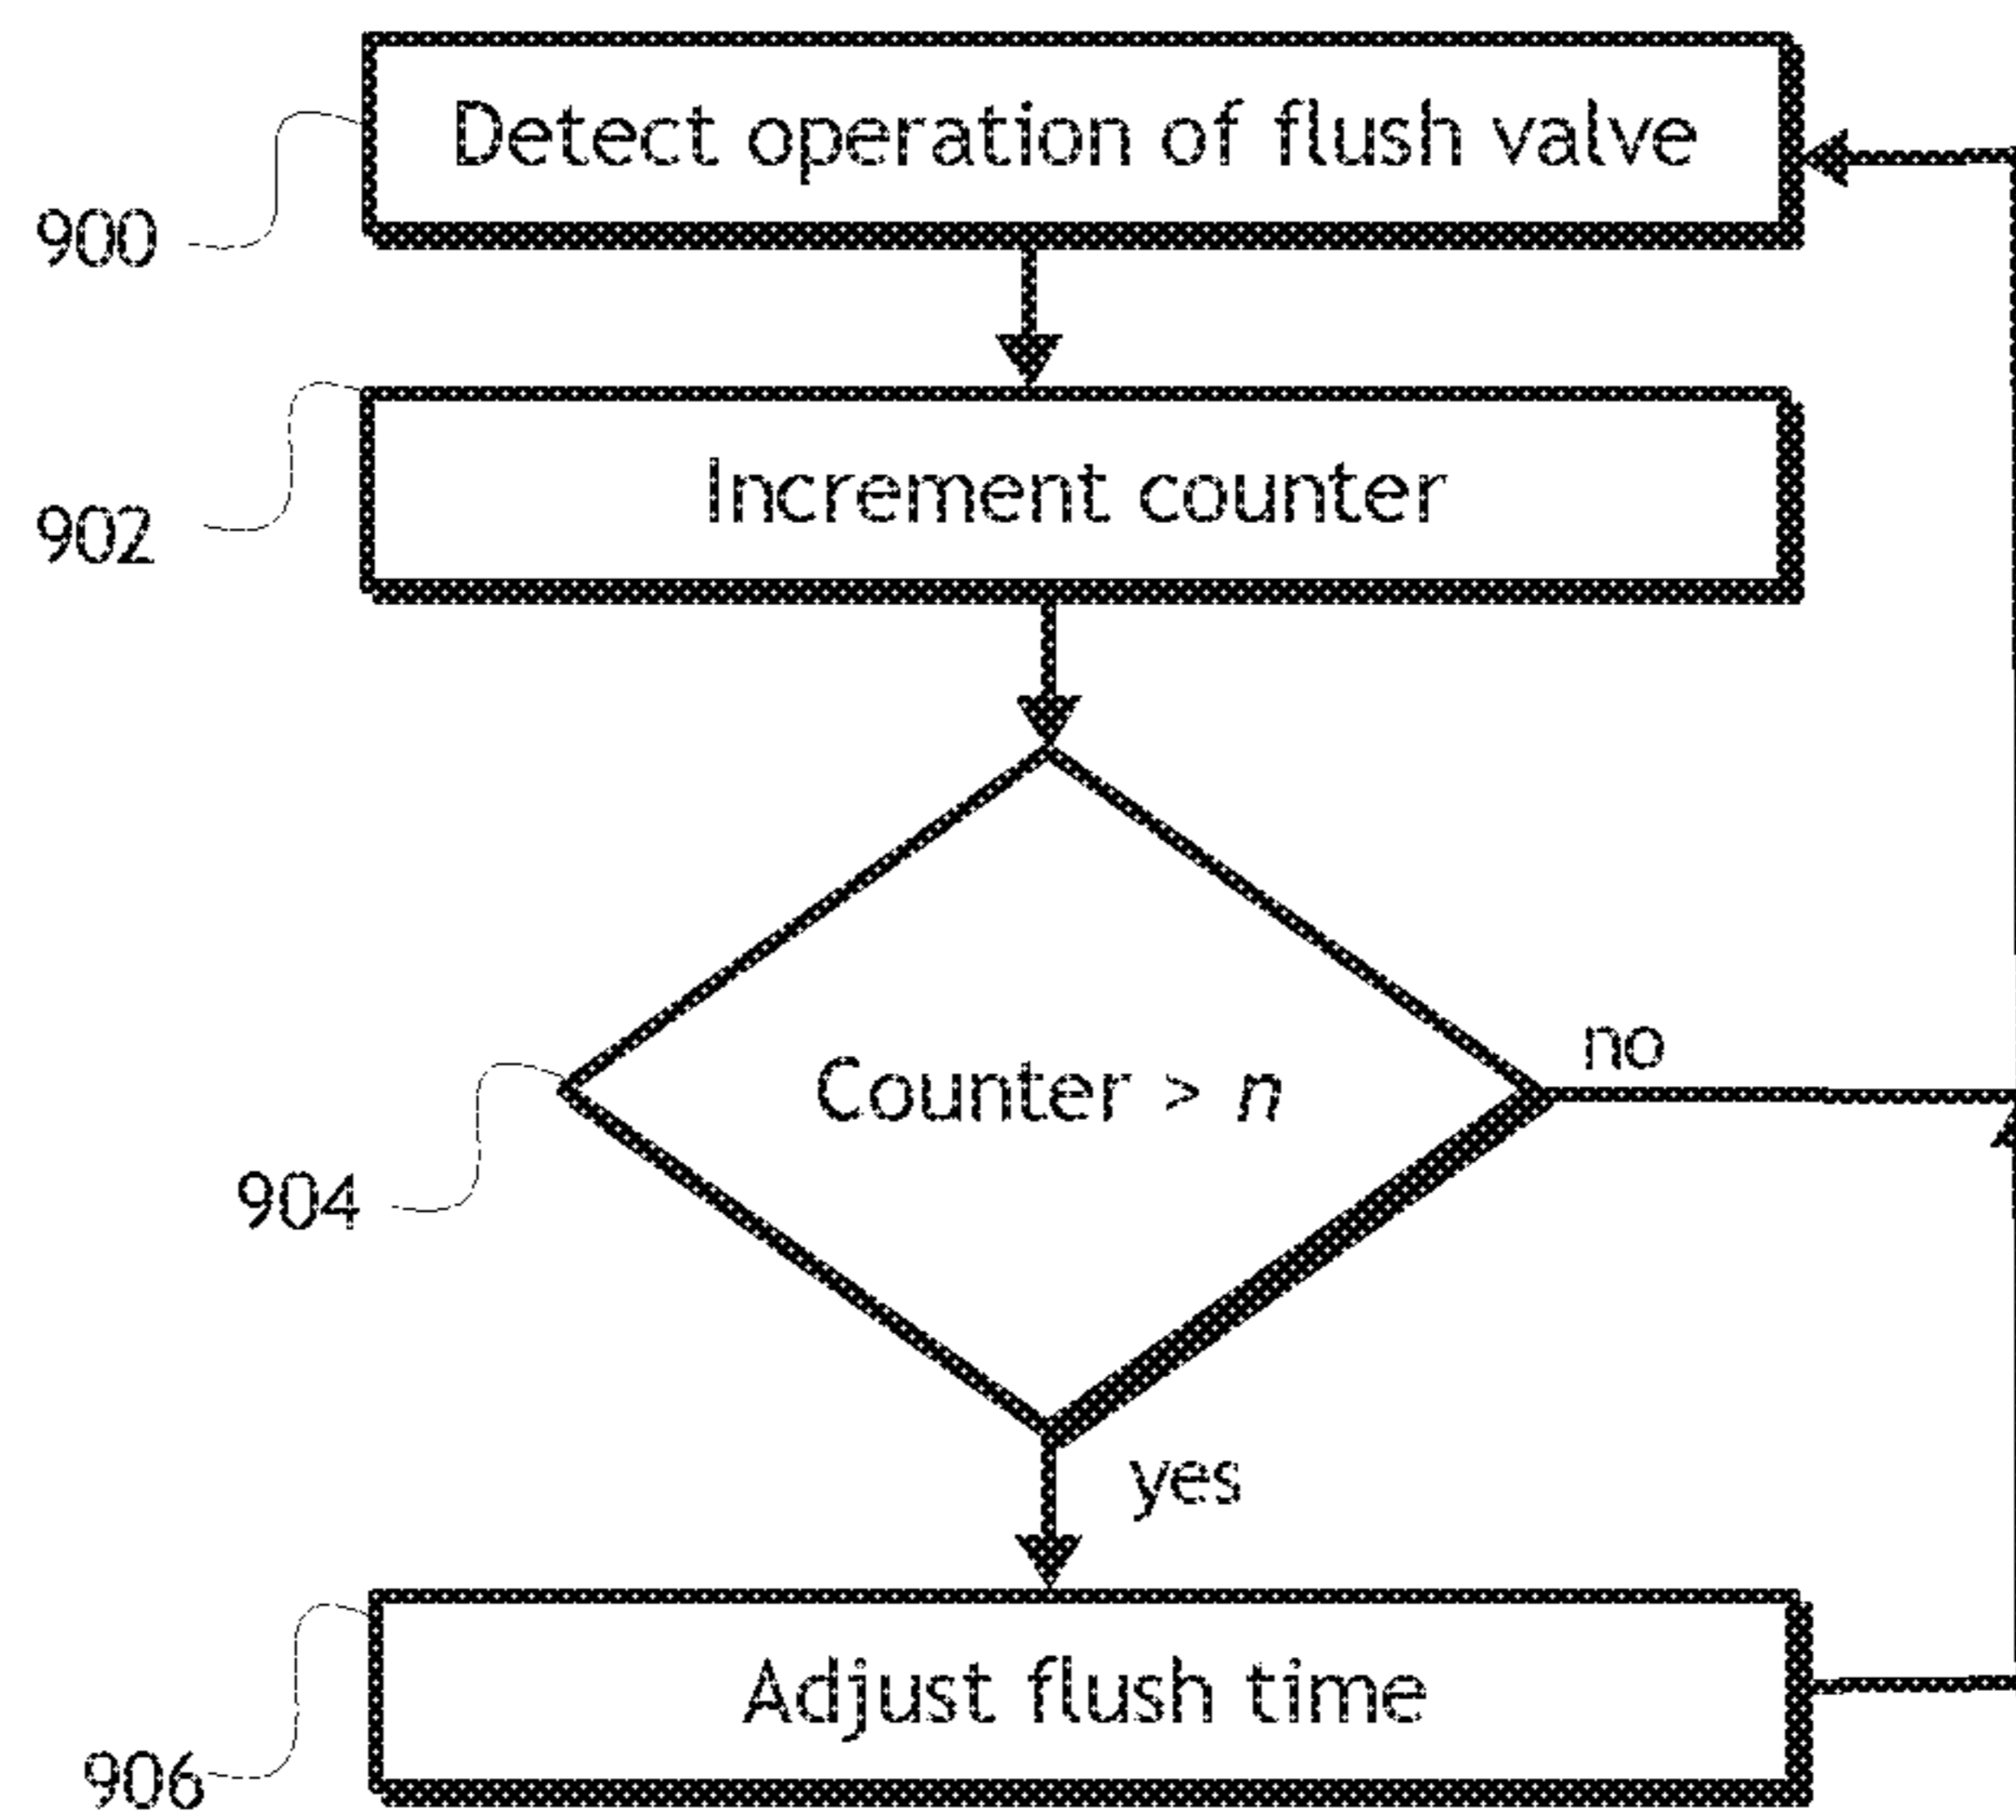 Detect operation of flush valve
900
Increment counter
902
Counter > n
no
904
yes
Adjust flush time
906